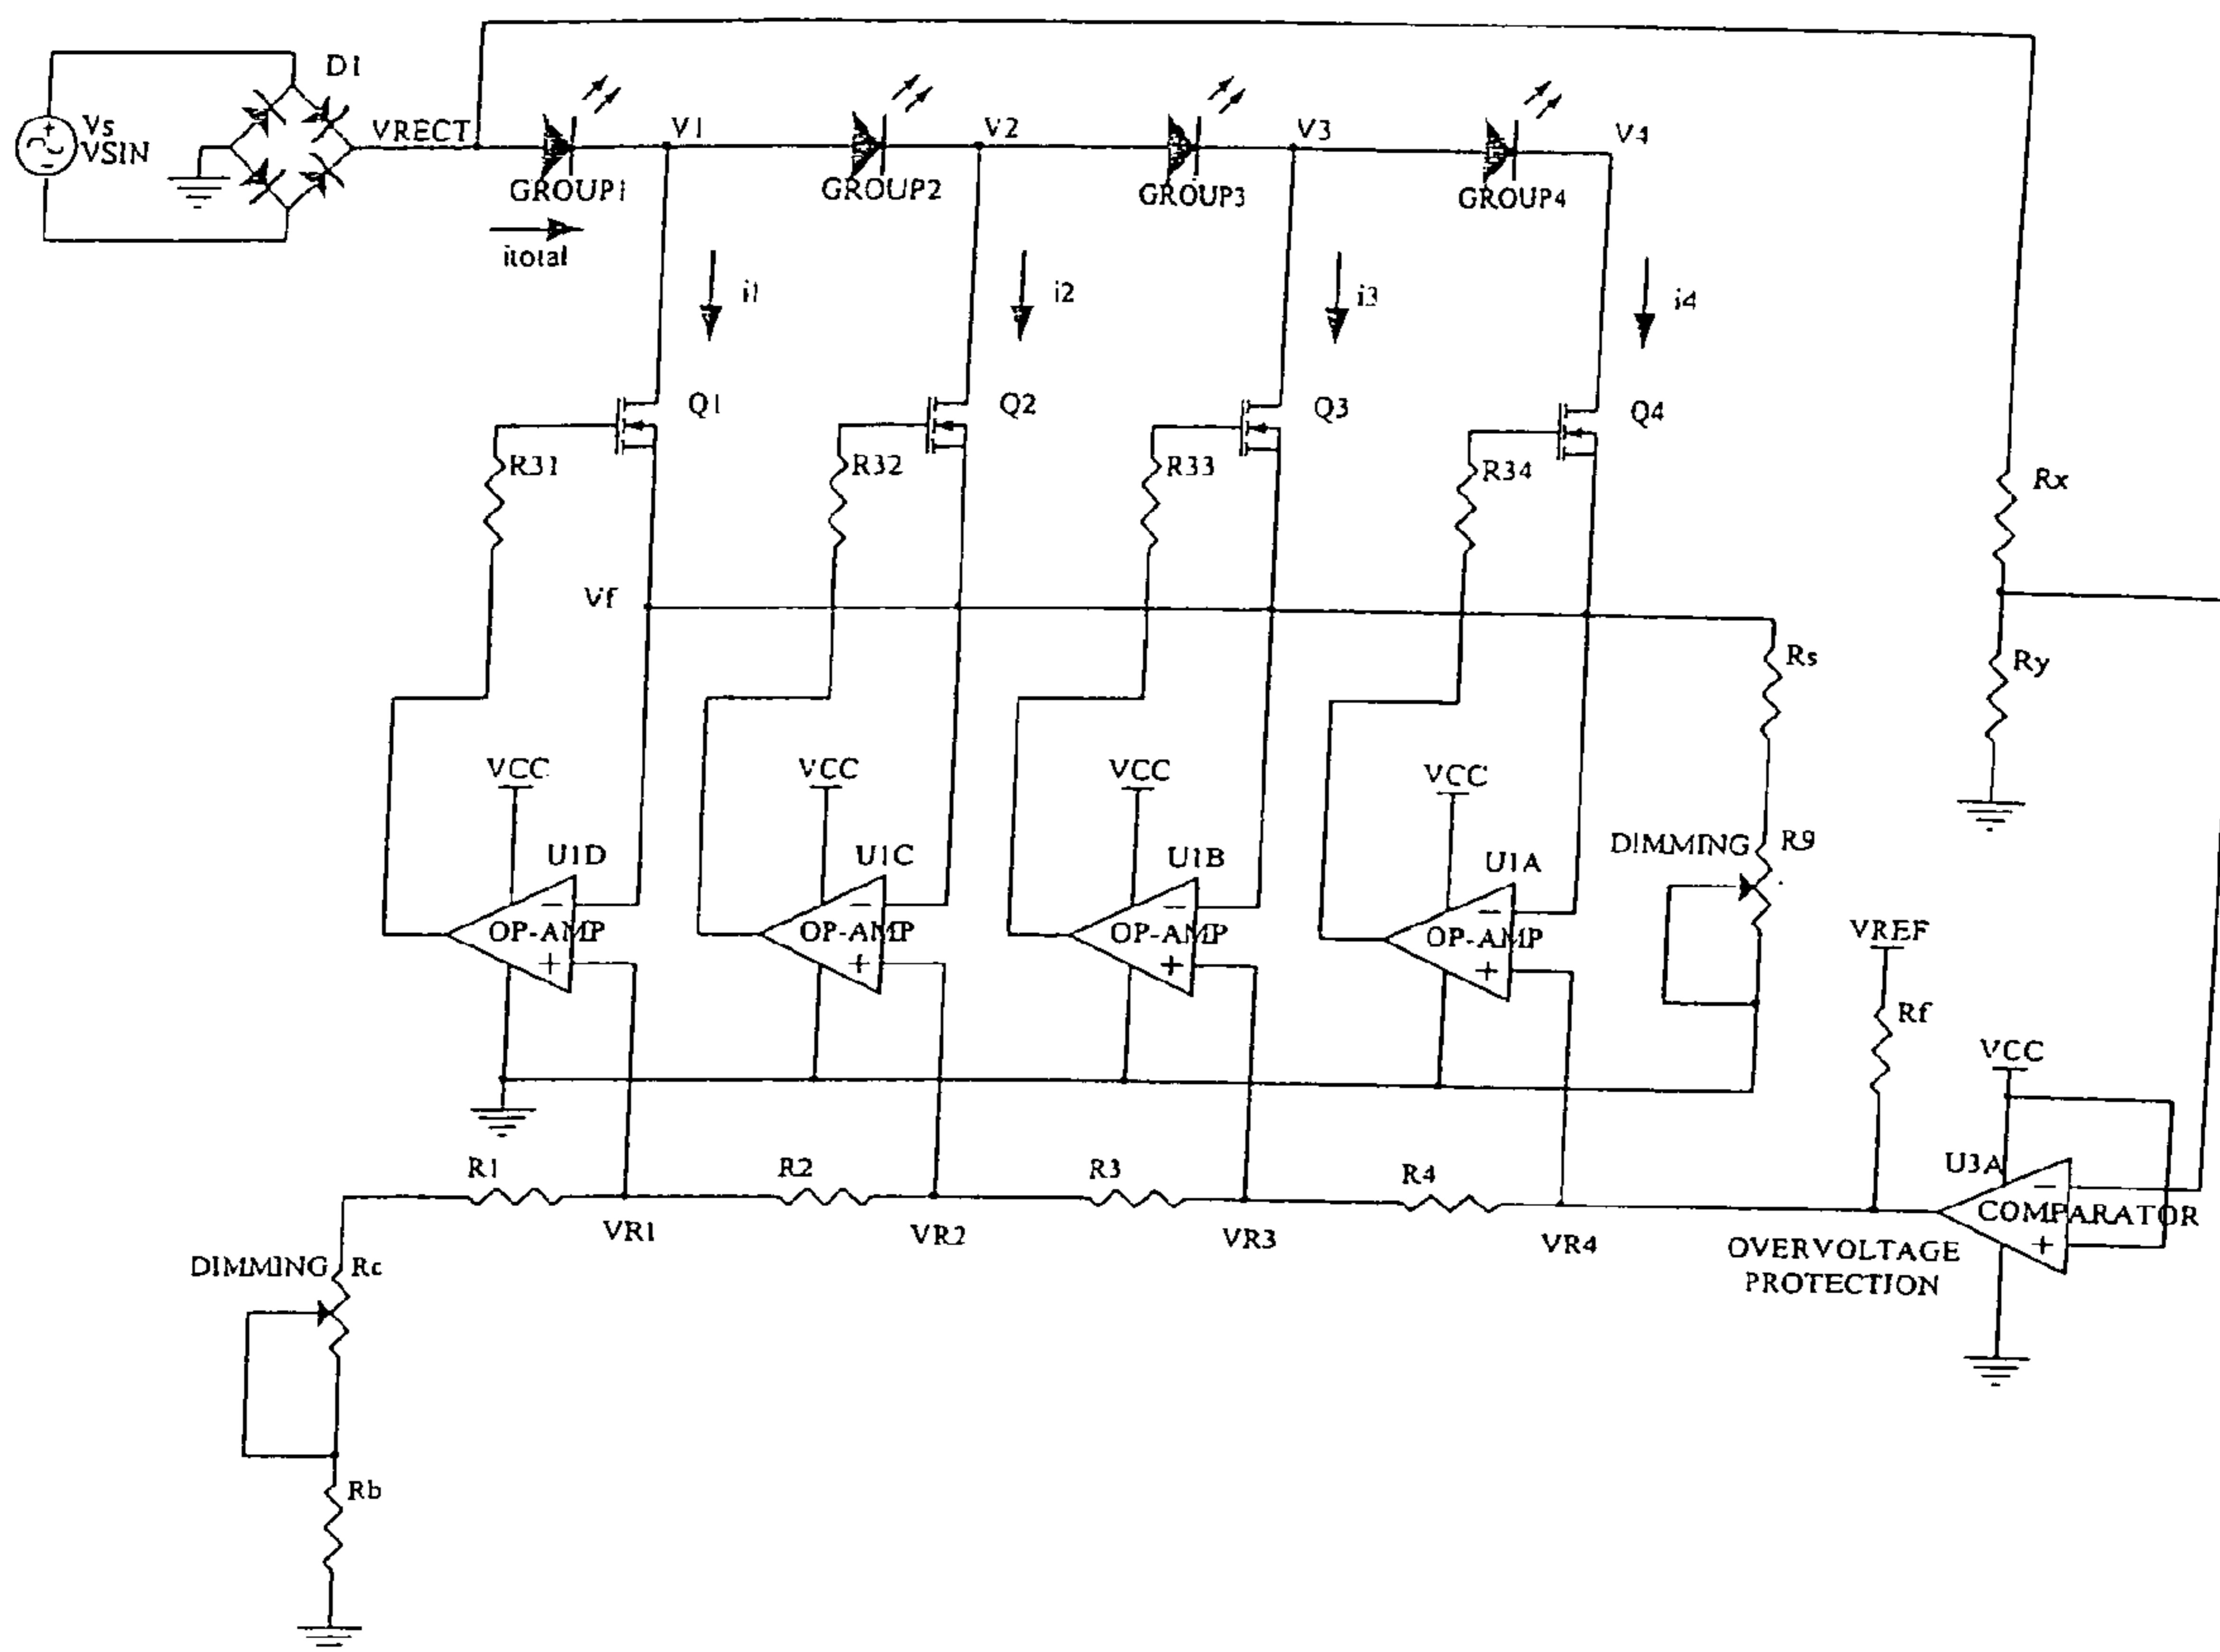 D1
Vs
VSIN
VRECT
V1
V2
V3
V4
GROUP1
GROUP2
GROUP3
GROUP4
itotal
i1
i2
i3
i4
Q1
Q2
Q3
Q4
R31
R32
R33
R34
Rx
Vf
Rs
Ry
VCC
VCC
VCC
VCC
U1D
U1C
U1B
U1A
DIMMING
R9
OP-AMP
OP-AMP
OP-AMP
OP-AMP
VREF
Rf
VCC
R1
R2
R3
R4
U3A
COMPARATOR
VR1
VR2
VR3
VR4
OVERVOLTAGE
PROTECTION
DIMMING
Rc
Rb